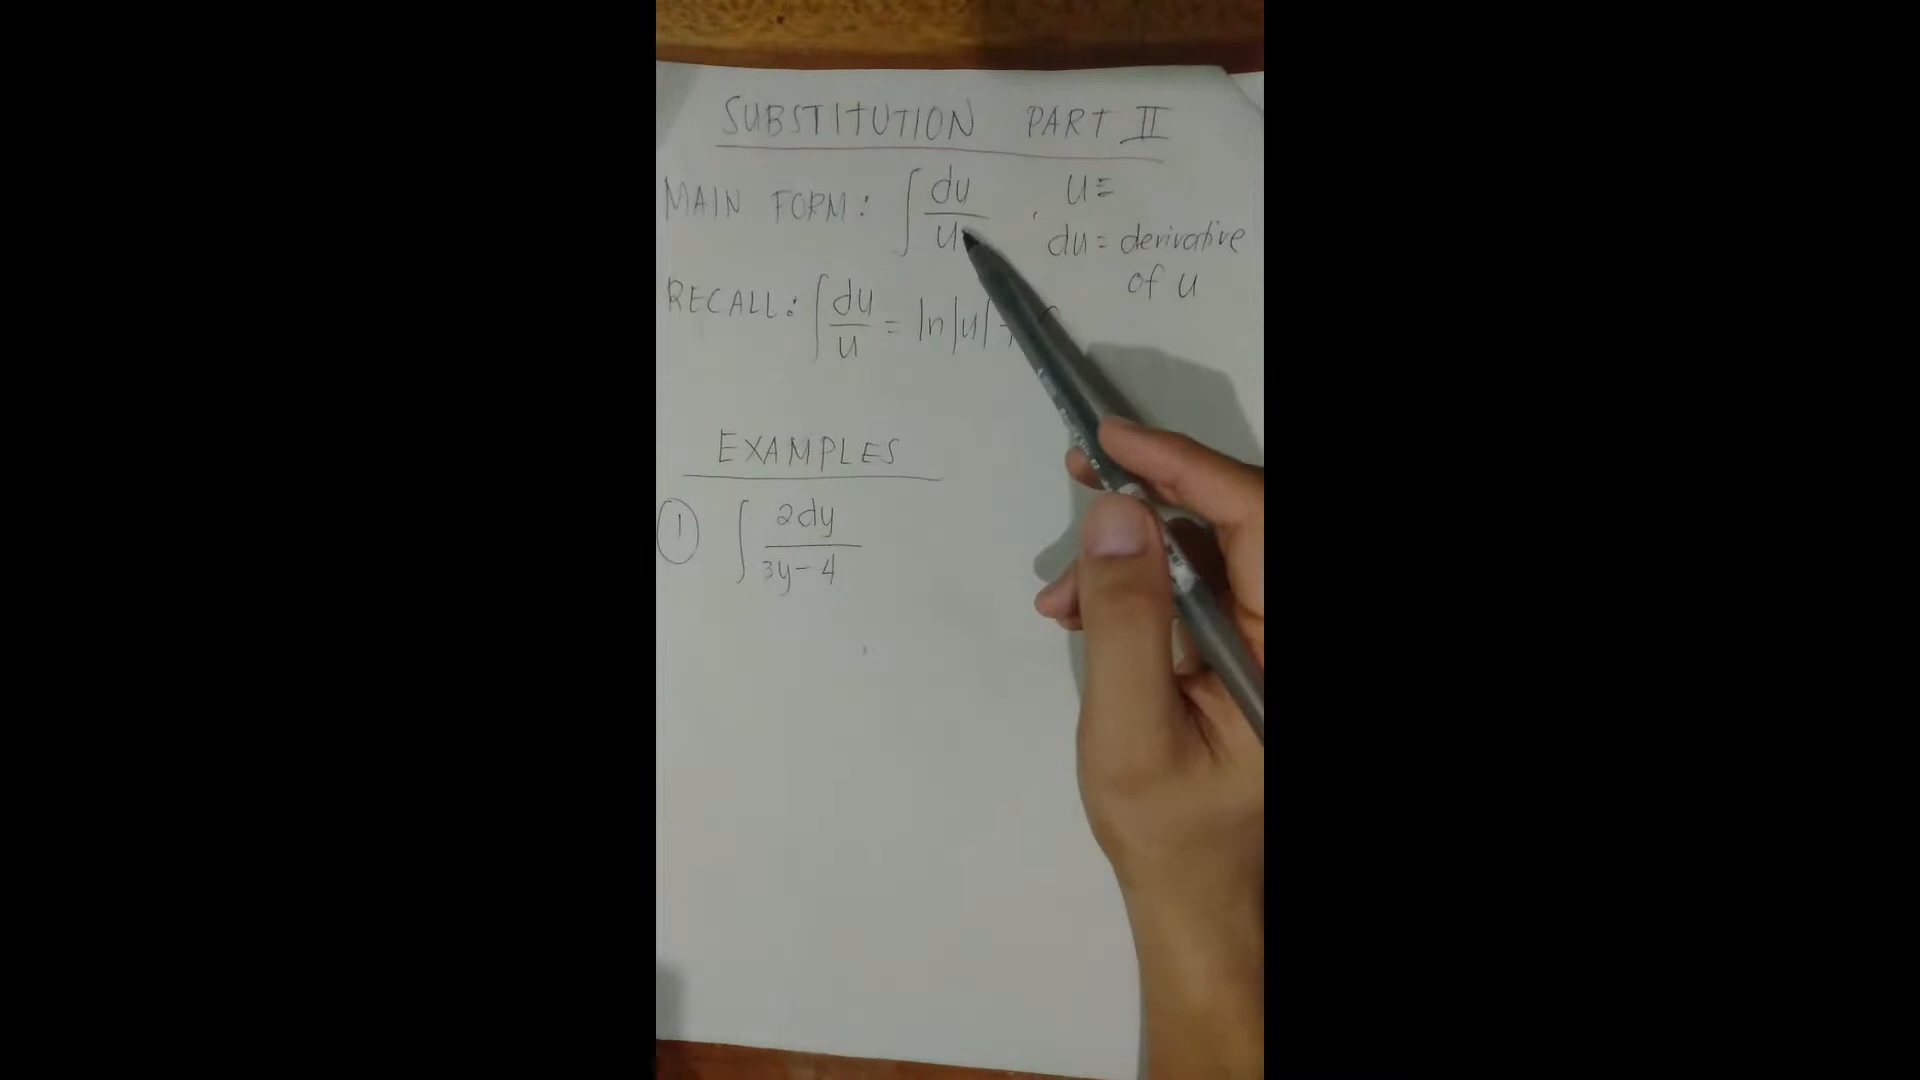 SUBSTITUTION PART II
MAIN FORM: ∫ du/u
u =
du = derivative of u
RECALL: ∫ du/u = ln|u| +
EXAMPLES
① ∫ 2dy/3y-4